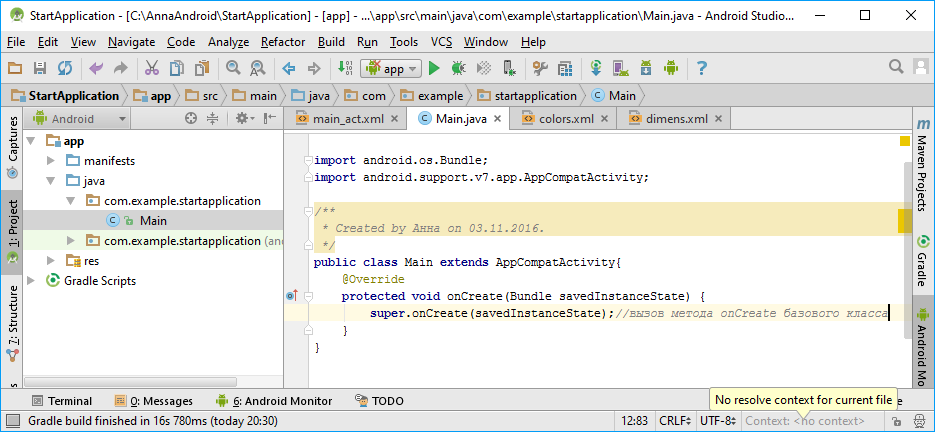 StartApplication - [C:\AnnaAndroid\StartApplication] - [app] - ...\app\src\main\java\com\example\startapplication\Main.java - Android Studio...
File Edit View Navigate Code Analyze Refactor Build Run Tools VCS Window Help
app
StartApplication app src main java com example startapplication Main
Android
main_act.xml Main.java colors.xml dimens.xml
Captures
1: Project
7: Structure
app
manifests
java
com.example.startapplication
Main
com.example.startapplication (and
res
Gradle Scripts
import android.os.Bundle;
import android.support.v7.app.AppCompatActivity;
/**
* Created by Анна on 03.11.2016.
*/
public class Main extends AppCompatActivity{
@Override
protected void onCreate(Bundle savedInstanceState) {
super.onCreate(savedInstanceState);//вызов метода onCreate базового класса
}
}
m
Maven Projects
Gradle
Android Mo
Terminal 0: Messages 6: Android Monitor TODO
No resolve context for current file
Gradle build finished in 16s 780ms (today 20:30) 12:83 CRLF UTF-8 Context: <no context>